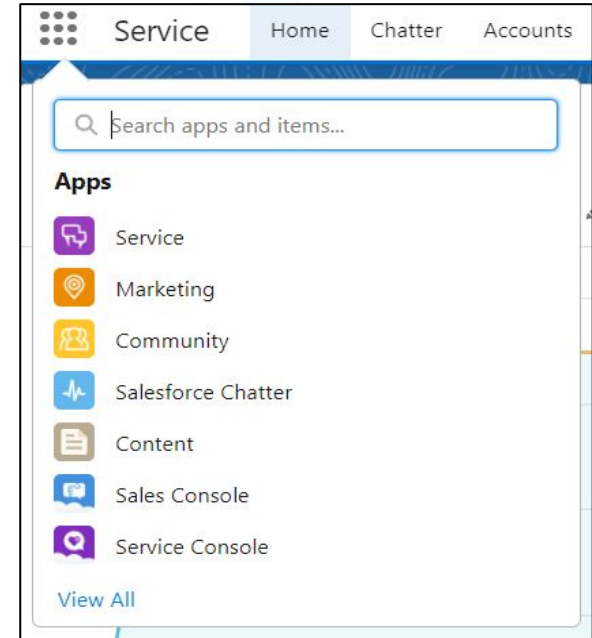 Service Home Chatter Accounts
Search apps and items...
Apps
Service
Marketing
Community
Salesforce Chatter
Content
Sales Console
Service Console
View All